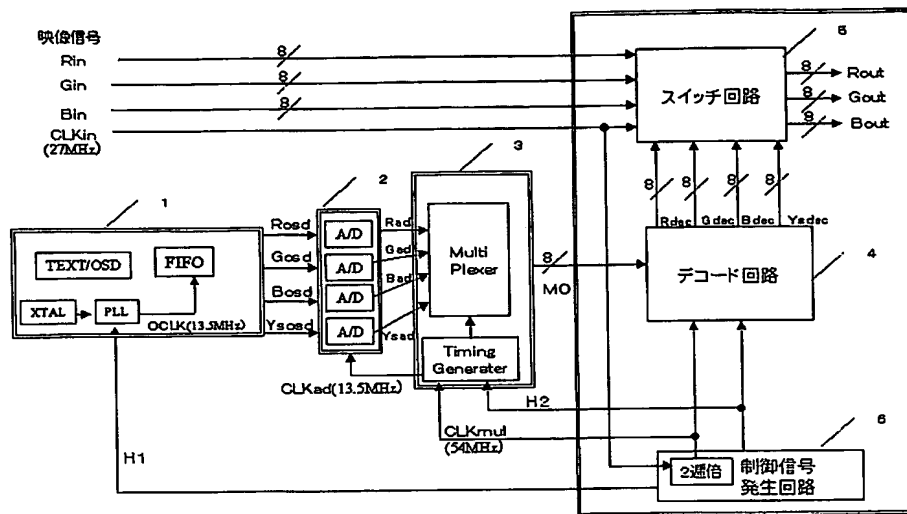 映像信号
Rin
Gin
Bin
CLKin
(27MHz)
8
8
8
5
スイッチ回路
8
8
8
Rout
Gout
Bout
3
2
1
8
8
8
8
Rdec
Gdec
Bdec
Ysdec
TEXT/OSD
FIFO
XTAL
PLL
OCLK(13.5MHz)
Rosd
Gosd
Bosd
Ysosd
A/D
A/D
A/D
A/D
Rad
Gad
Bad
Ysad
Multi
Plexer
Timing
Generater
8
MO
デコード回路
4
CLKad(13.5MHz)
H2
CLKmul
(54MHz)
H1
6
2逓倍
制御信号
発生回路